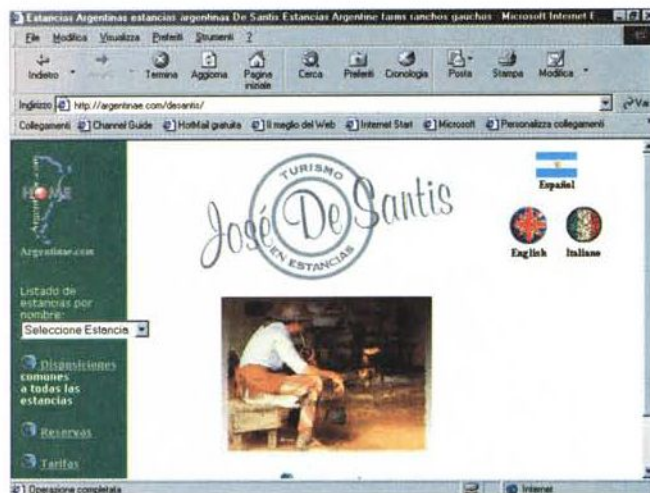 Estancias Argentinas estancias argentinas De Santis Estancias Argentine farms ranchos gauchos - Microsoft Internet E...
File Modifica Visualizza Preferiti Strumenti ?
Indietro Termina Aggiorna Pagina iniziale Cerca Preferiti Cronologia Posta Stampa Modifica
Indirizzo http://argentinae.com/desantis/ Va
Collegamenti Channel Guide HotMail gratuita Il meglio del Web Internet Start Microsoft Personalizza collegamenti
HOME
Argentinae.com
Listado de
estancias por
nombre:
Seleccione Estancia
Disposiciones
comunes
a todas las
estancias
Reservas
Tarifas
TURISMO
José De Santis
EN ESTANCIAS
Español
English Italiano
Operazione completata Internet